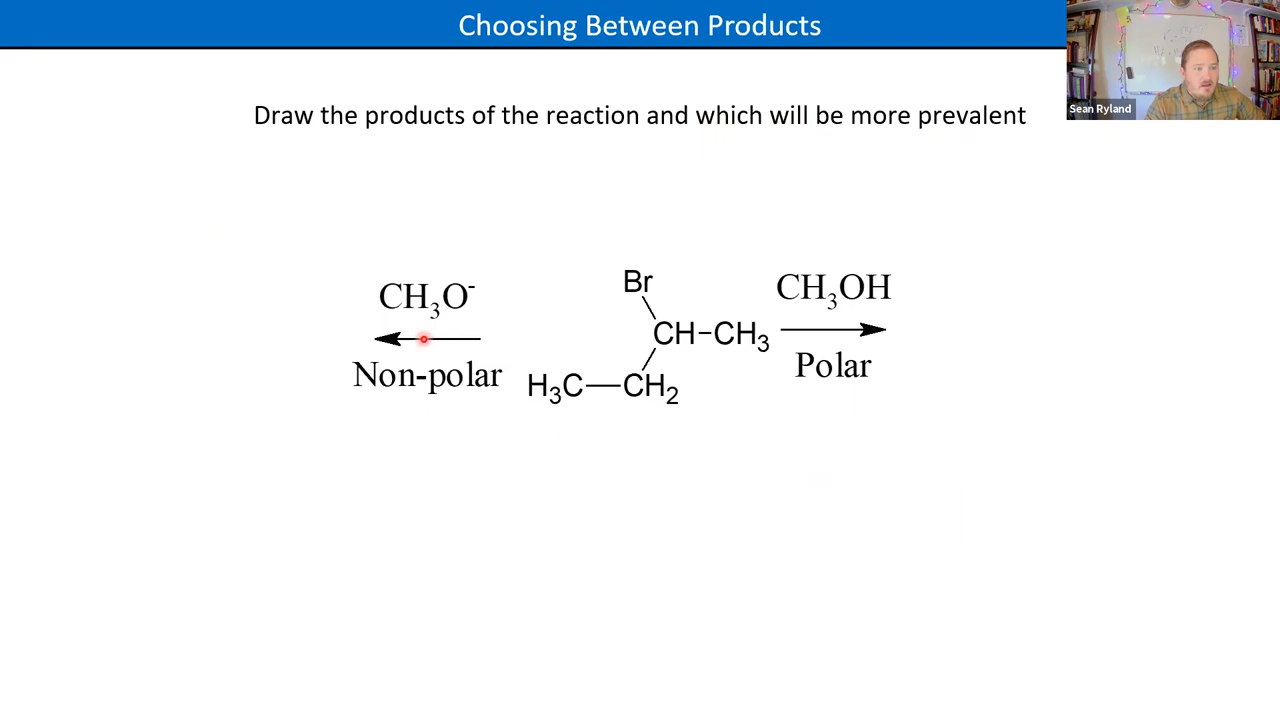 Choosing Between Products
Sean Ryland
Draw the products of the reaction and which will be more prevalent
CH₃O⁻
Non-polar
Br
CH-CH₃
H₃C—CH₂
CH₃OH
Polar